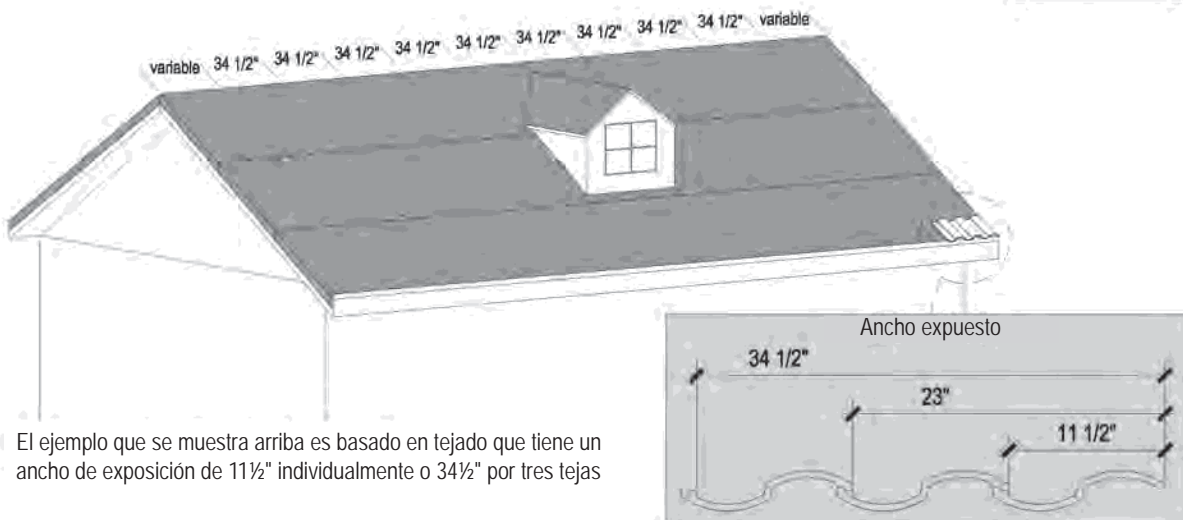 variable 34 1/2" 34 1/2" 34 1/2" 34 1/2" 34 1/2" 34 1/2" 34 1/2" 34 1/2" 34 1/2" variable
Ancho expuesto
34 1/2"
23"
11 1/2"
El ejemplo que se muestra arriba es basado en tejado que tiene un
ancho de exposición de 11½" individualmente o 34½" por tres tejas